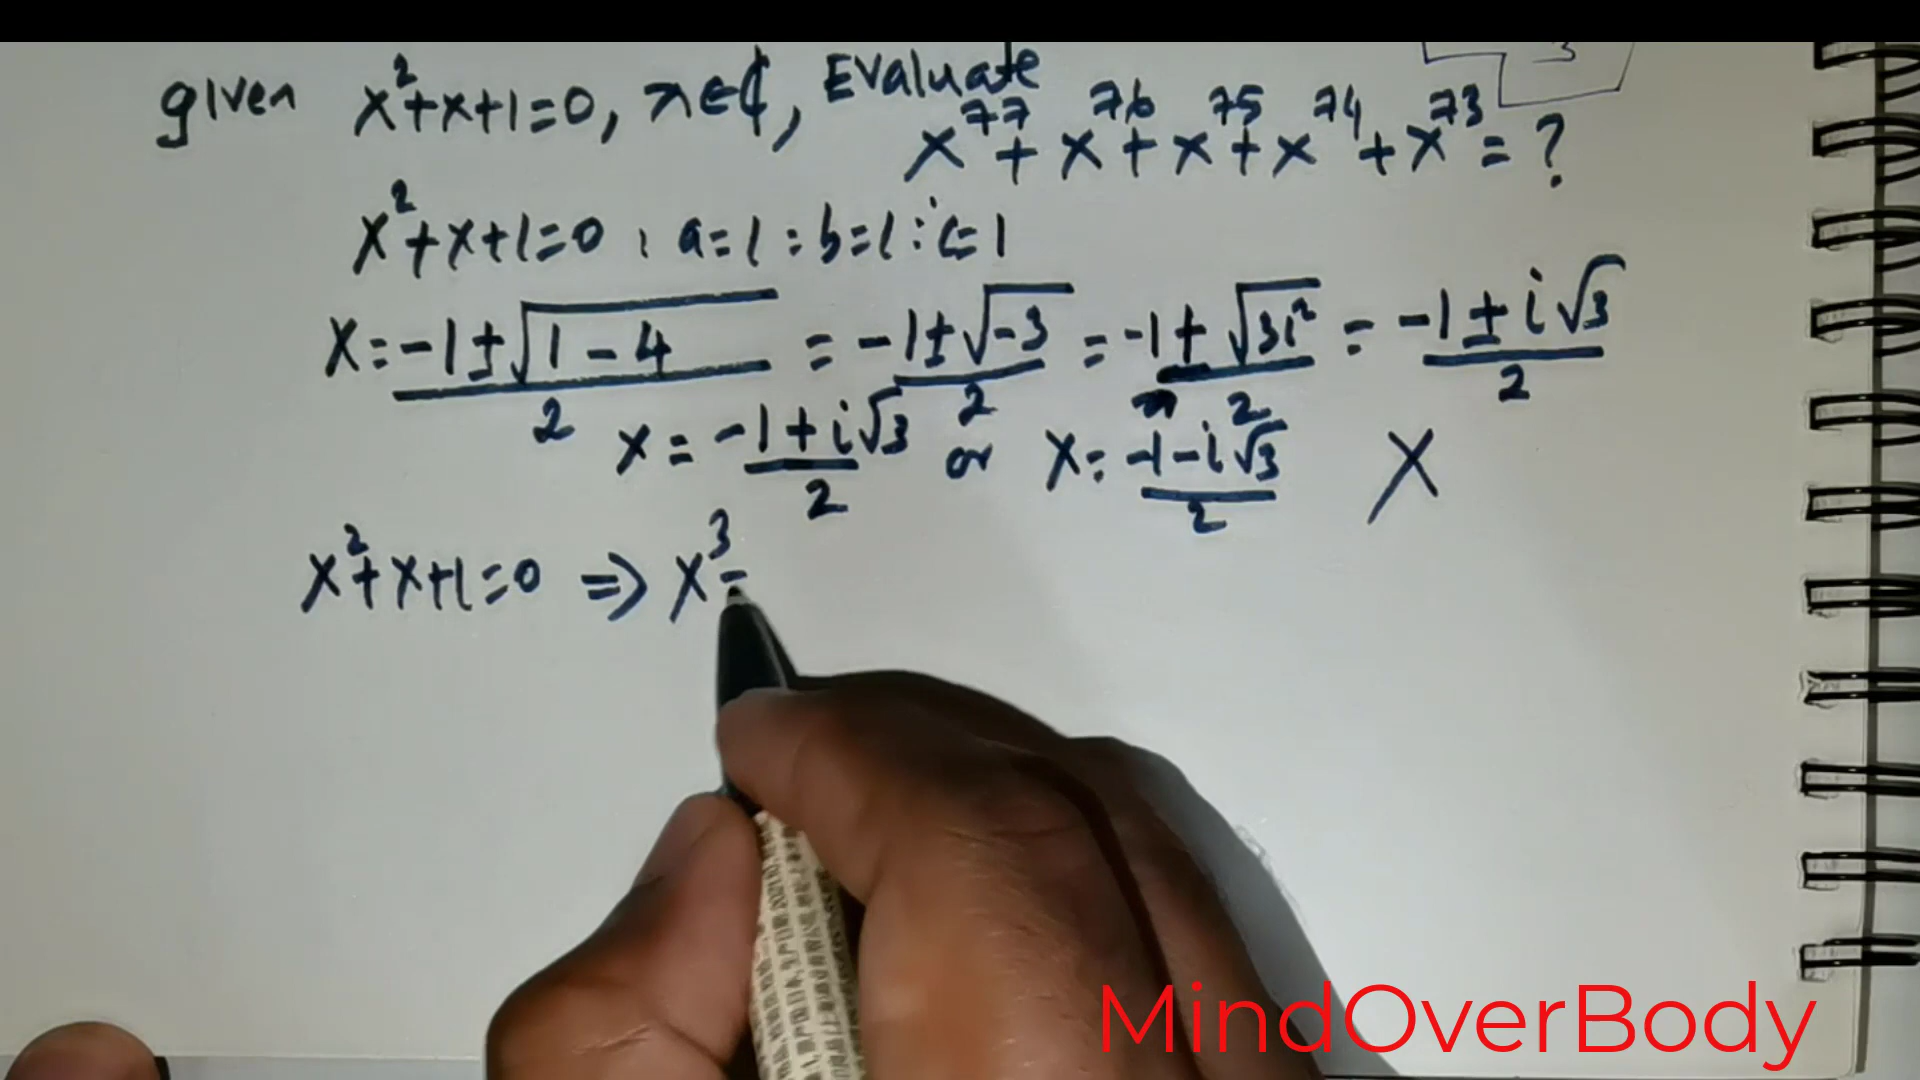 given x²+x+1=0, x∈ℂ, Evaluate
x⁷⁷ + x⁷⁶ + x⁷⁵ + x⁷⁴ + x⁷³ = ?
3
x²+x+1=0 , a=1 : b=1 : c=1
x = (-1±√(1-4))/2 = (-1±√-3)/2 = (-1±√(3i²))/2 = (-1±i√3)/2
x = (-1+i√3)/2 or x = (-1-i√3)/2 X
x²+x+1=0 ⇒ x³-
MindOverBody